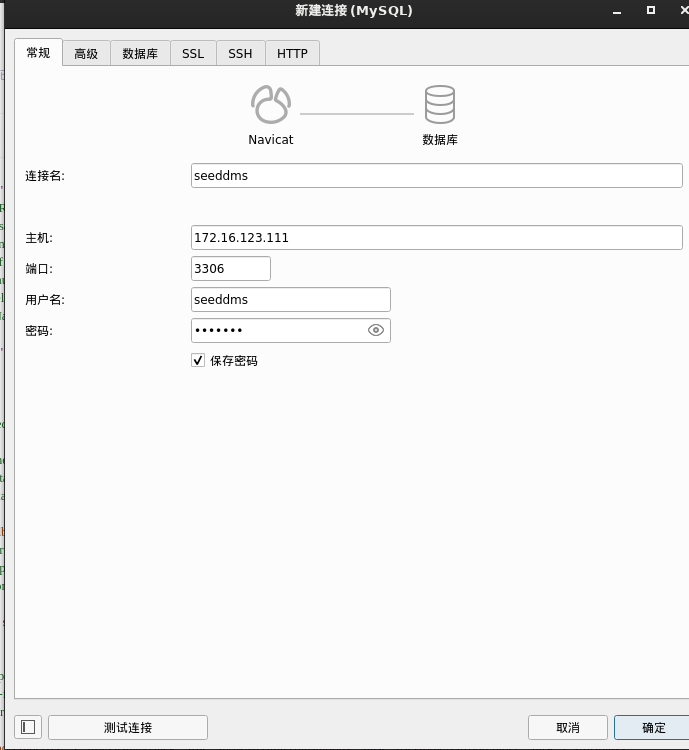 新建连接 (MySQL)
常规 高级 数据库 SSL SSH HTTP
Navicat 数据库
连接名: seeddms
主机: 172.16.123.111
端口: 3306
用户名: seeddms
密码: •••••••
保存密码
测试连接 取消 确定